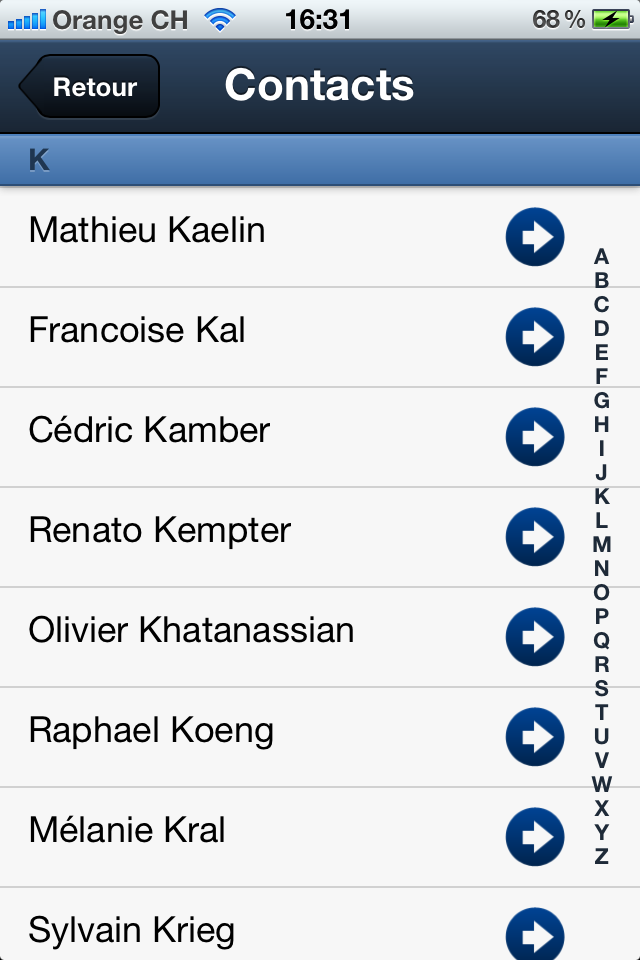 Orange CH 16:31 68 %
Retour Contacts
K
Mathieu Kaelin
Francoise Kal
Cédric Kamber
Renato Kempter
Olivier Khatanassian
Raphael Koeng
Mélanie Kral
Sylvain Krieg
A
B
C
D
E
F
G
H
I
J
K
L
M
N
O
P
Q
R
S
T
U
V
W
X
Y
Z